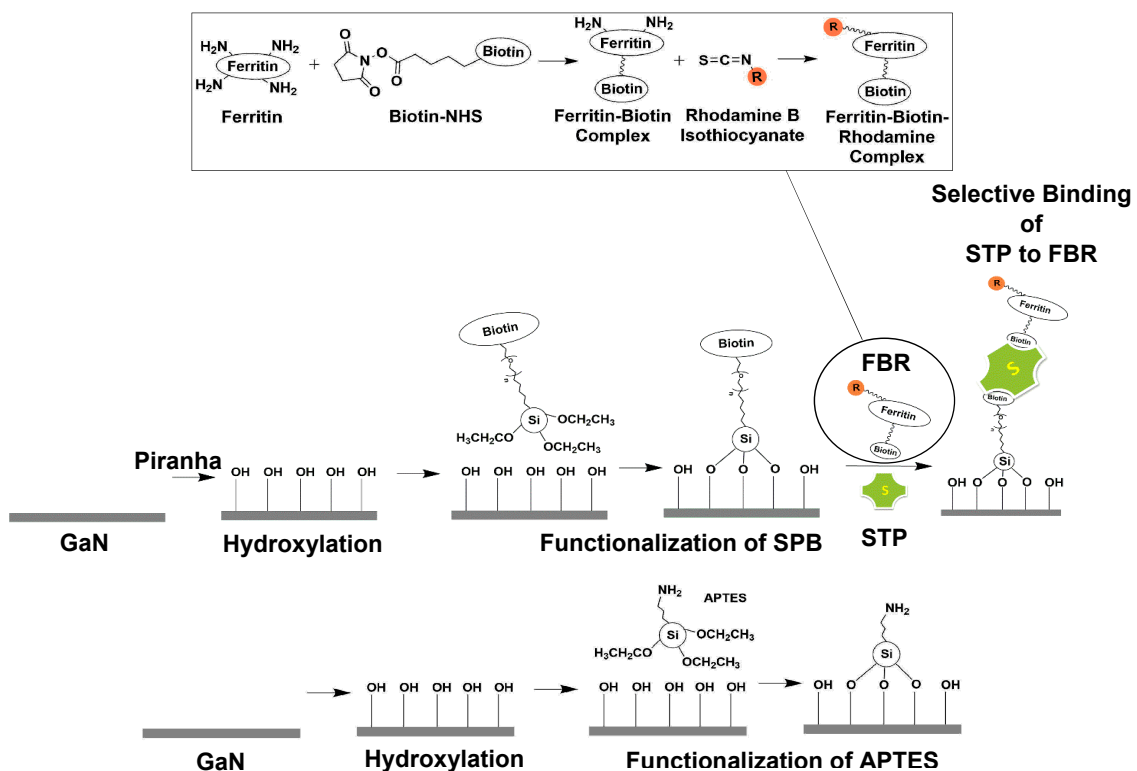 H₂N NH₂
Ferritin
H₂N NH₂
Ferritin
+
O
N-O
O
O
Biotin
Biotin-NHS
H₂N NH₂
Ferritin
Biotin
Ferritin-Biotin
Complex
+
S=C=N
R
Rhodamine B
Isothiocyanate
R
Ferritin
Biotin
Ferritin-Biotin-
Rhodamine
Complex
Selective Binding
of
STP to FBR
GaN
Piranha
OH OH OH OH OH
Hydroxylation
Biotin
o
n
Si
OCH₂CH₃
H₃CH₂CO
OCH₂CH₃
OH OH OH OH OH
Biotin
o
n
Si
OH O O O OH
Functionalization of SPB
FBR
R
Ferritin
Biotin
S
STP
R
Ferritin
Biotin
S
Biotin
o
n
Si
OH O O O OH
GaN
OH OH OH OH OH
Hydroxylation
NH₂
APTES
Si
OCH₂CH₃
H₃CH₂CO
OCH₂CH₃
OH OH OH OH OH
NH₂
Si
OH O O O OH
Functionalization of APTES